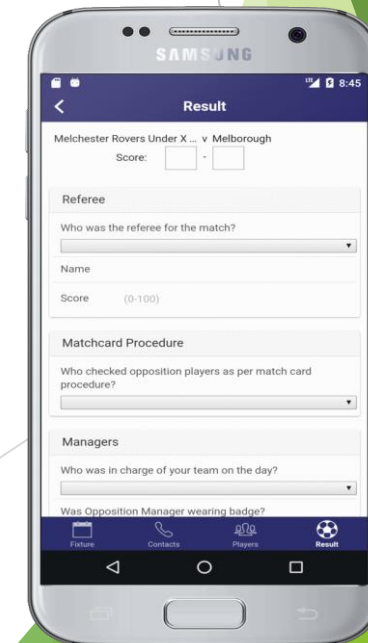 SAMSUNG
LTE 8:45
Result
Melchester Rovers Under X ... v Melborough
Score: -
Referee
Who was the referee for the match?
Name
Score (0-100)
Matchcard Procedure
Who checked opposition players as per match card
procedure?
Managers
Who was in charge of your team on the day?
Was Opposition Manager wearing badge?
Fixture Contacts Players Result